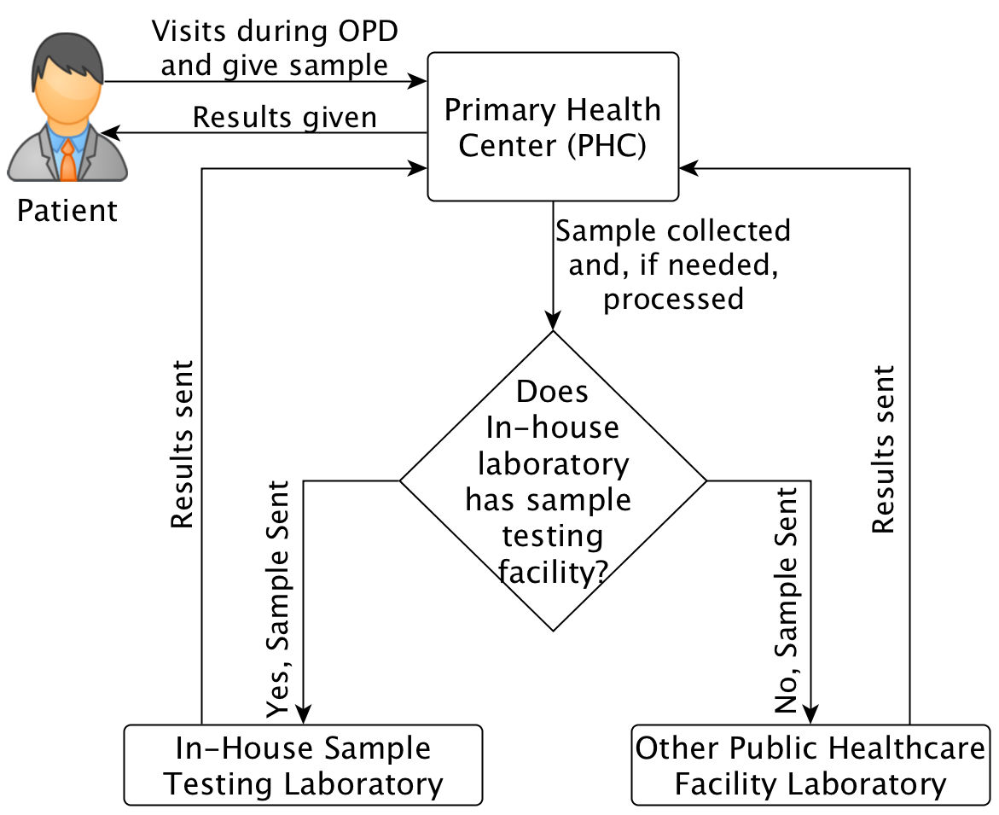 Visits during OPD
and give sample
Results given
Patient
Primary Health
Center (PHC)
Sample collected
and, if needed,
processed
Does
In-house
laboratory
has sample
testing
facility?
Results sent
Yes, Sample Sent
No, Sample Sent
Results sent
In-House Sample
Testing Laboratory
Other Public Healthcare
Facility Laboratory